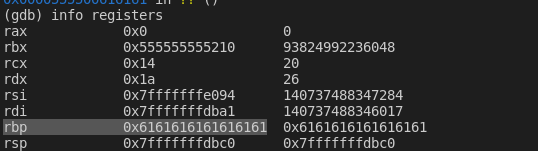 (gdb) info registers
rax 0x0 0
rbx 0x555555555210 93824992236048
rcx 0x14 20
rdx 0x1a 26
rsi 0x7fffffffe094 140737488347284
rdi 0x7fffffffdba1 140737488346017
rbp 0x6161616161616161 0x6161616161616161
rsp 0x7fffffffdbc0 0x7fffffffdbc0